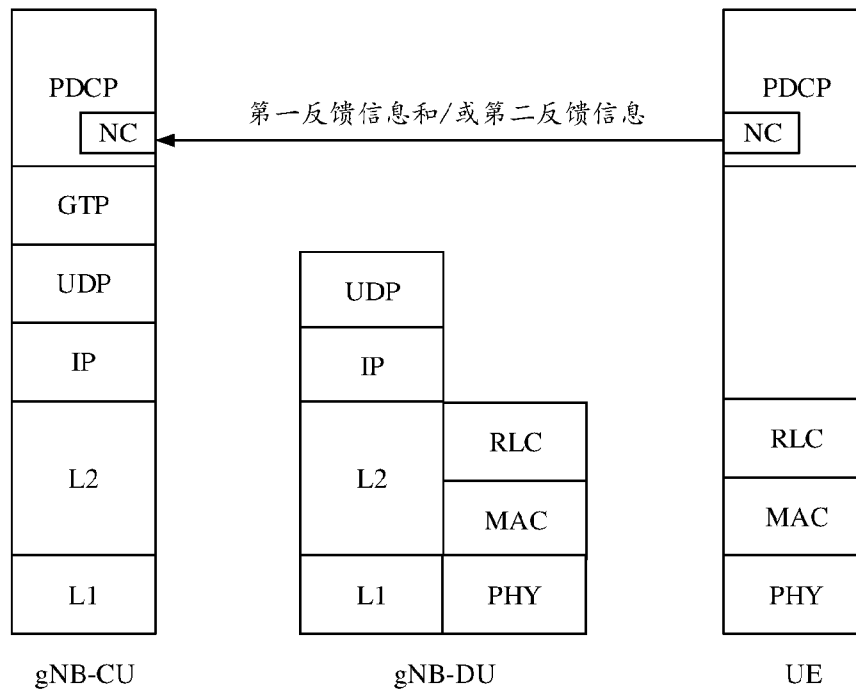 PDCP
NC
GTP
UDP
IP
L2
L1
gNB-CU
第一反馈信息和/或第二反馈信息
UDP
IP
L2
L1
RLC
MAC
PHY
gNB-DU
PDCP
NC
RLC
MAC
PHY
UE